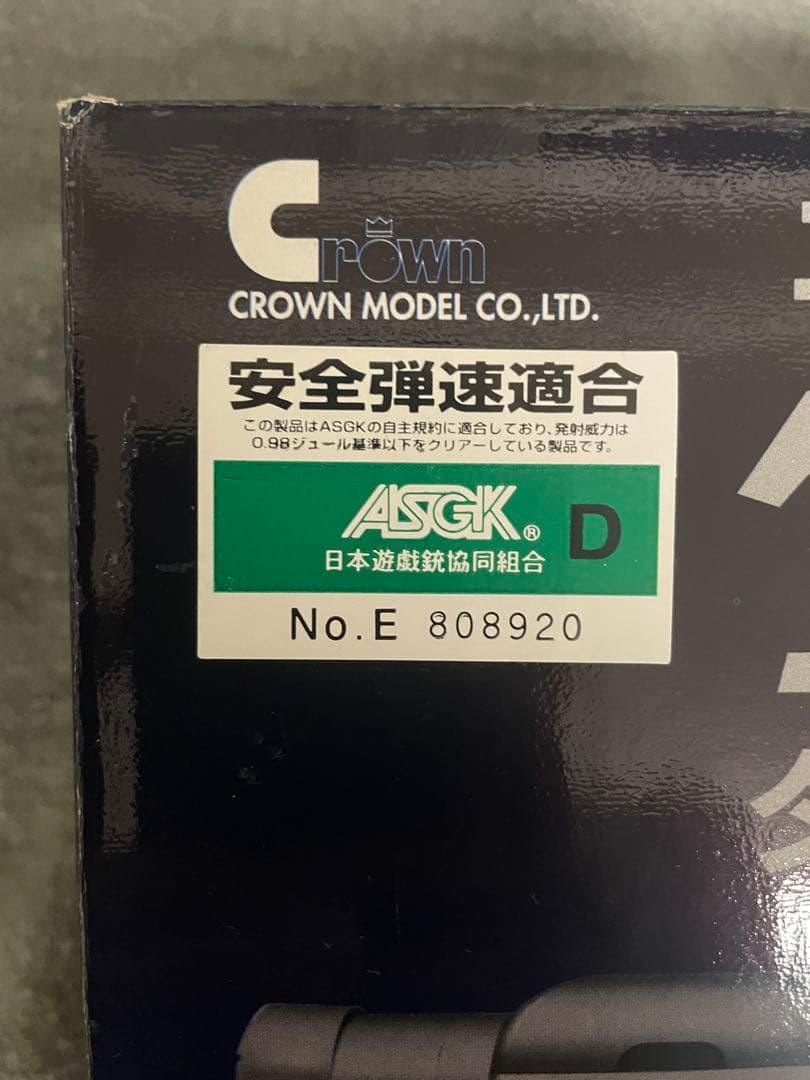 Crown
CROWN MODEL CO.,LTD.
安全弾速適合
この製品はASGKの自主規約に適合しており、発射威力は
0.98ジュール基準以下をクリアーしている製品です。
ASGK® D
日本遊戯銃協同組合
No.E 808920